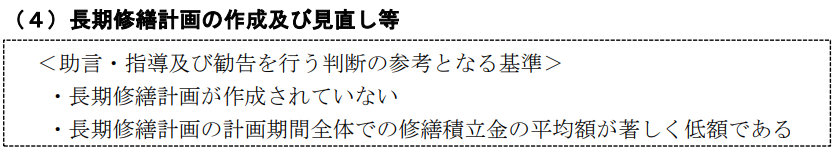 （４）長期修繕計画の作成及び見直し等
＜助言・指導及び勧告を行う判断の参考となる基準＞
・長期修繕計画が作成されていない
・長期修繕計画の計画期間全体での修繕積立金の平均額が著しく低額である